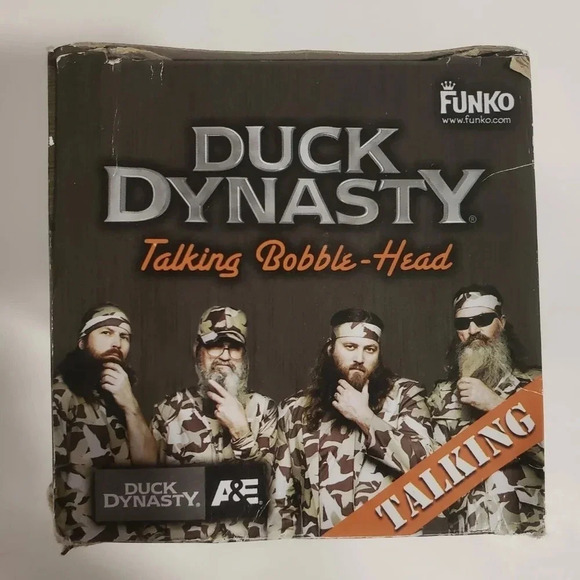 FUNKO
www.funko.com
DUCK
DYNASTY®
Talking Bobble-Head
TALKING
DUCK
DYNASTY®
A&E